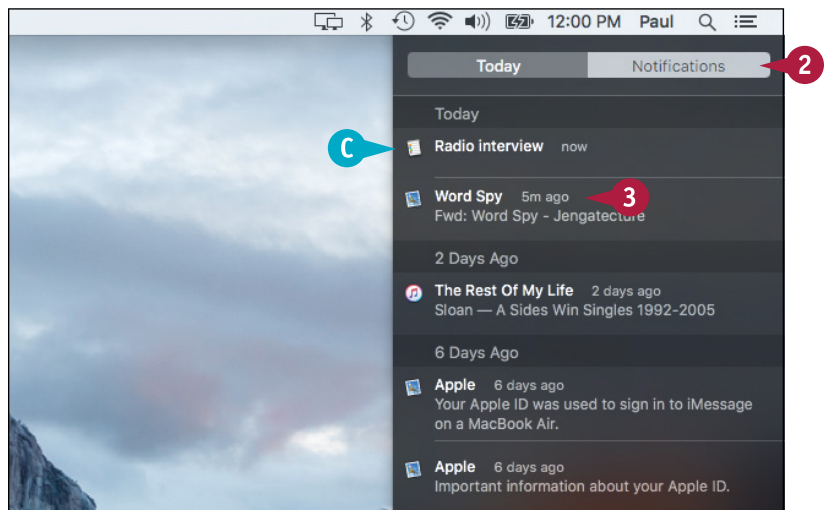 12:00 PM Paul
Today Notifications
2
Today
C
Radio interview now
Word Spy 5m ago
3
Fwd: Word Spy - Jengatecture
2 Days Ago
The Rest Of My Life 2 days ago
Sloan — A Sides Win Singles 1992-2005
6 Days Ago
Apple 6 days ago
Your Apple ID was used to sign in to iMessage
on a MacBook Air.
Apple 6 days ago
Important information about your Apple ID.